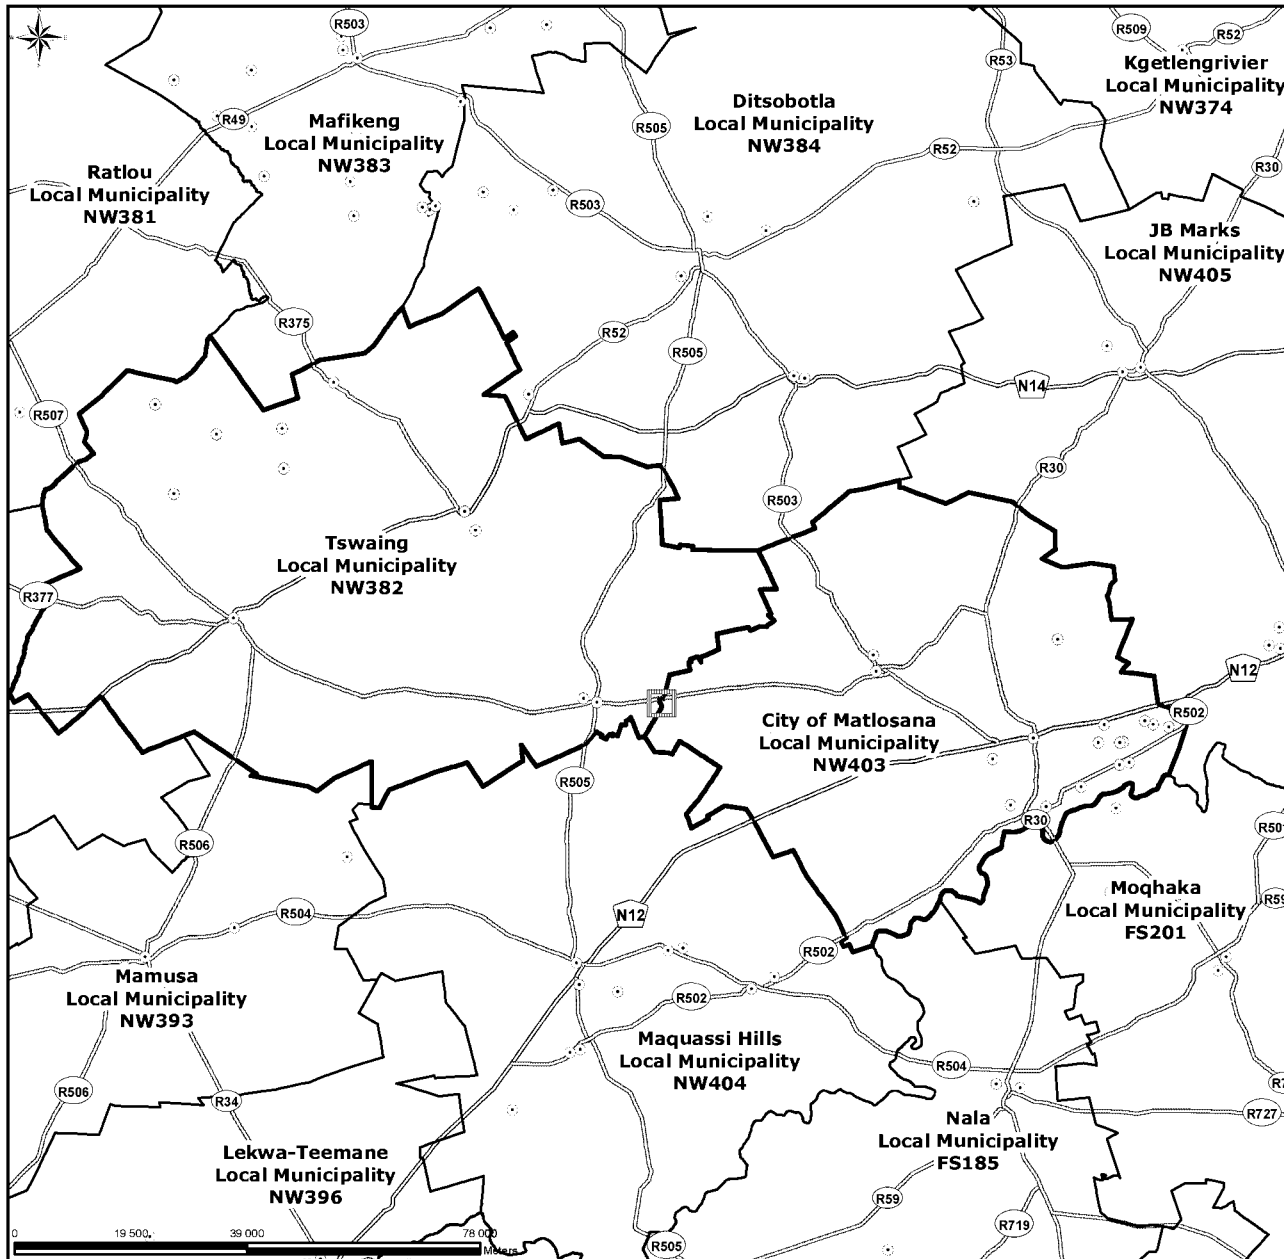 R503
R509
R52
R53
Kgetlengrivier
Local Municipality
NW374
Ditsobotla
Local Municipality
NW384
R49
Mafikeng
Local Municipality
NW383
R505
R52
R30
Ratlou
Local Municipality
NW381
R503
JB Marks
Local Municipality
NW405
R375
R52
R505
N14
R507
R30
R503
Tswaing
Local Municipality
NW382
R377
N12
R502
City of Matlosana
Local Municipality
NW403
R505
R30
R506
R501
Moqhaka
Local Municipality
FS201
R59
R504
N12
R502
Mamusa
Local Municipality
NW393
R502
Maquassi Hills
Local Municipality
NW404
R504
R506
R34
R727
Nala
Local Municipality
FS185
Lekwa-Teemane
Local Municipality
NW396
R59
R719
R505
0 19 500 39 000 78 000
Meters